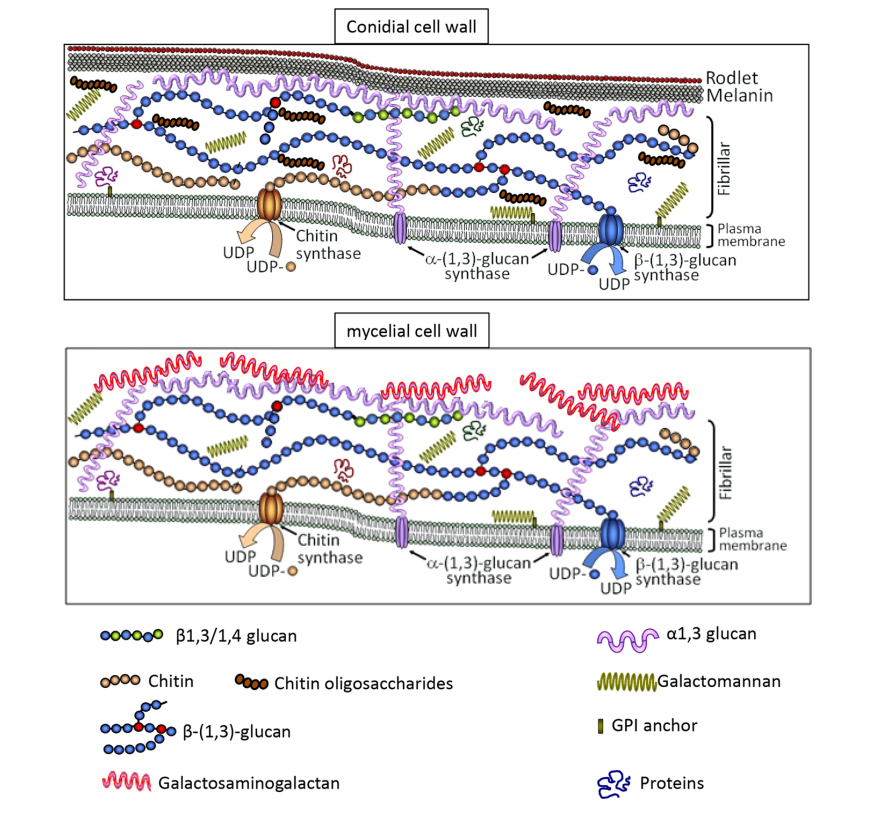 Conidial cell wall
Rodlet
Melanin
Fibrillar
Plasma
membrane
Chitin
synthase
UDP
UDP-
α-(1,3)-glucan
synthase
UDP-
UDP
β-(1,3)-glucan
synthase
mycelial cell wall
Fibrillar
Plasma
membrane
Chitin
synthase
UDP
UDP-
α-(1,3)-glucan
synthase
UDP-
UDP
β-(1,3)-glucan
synthase
β1,3/1,4 glucan
α1,3 glucan
Chitin
Chitin oligosaccharides
Galactomannan
β-(1,3)-glucan
GPI anchor
Galactosaminogalactan
Proteins